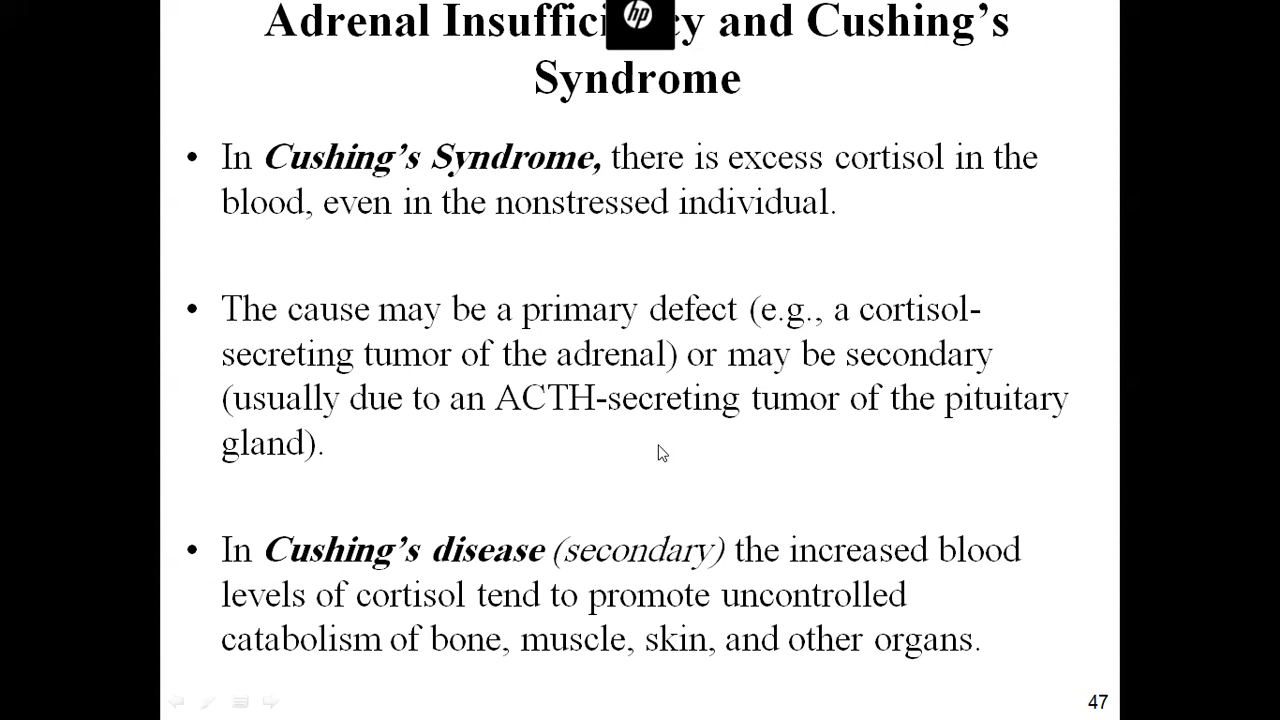 Adrenal Insuffici cy and Cushing’s
Syndrome
hp
• In Cushing’s Syndrome, there is excess cortisol in the
blood, even in the nonstressed individual.
• The cause may be a primary defect (e.g., a cortisol-
secreting tumor of the adrenal) or may be secondary
(usually due to an ACTH-secreting tumor of the pituitary
gland).
• In Cushing’s disease (secondary) the increased blood
levels of cortisol tend to promote uncontrolled
catabolism of bone, muscle, skin, and other organs.
47